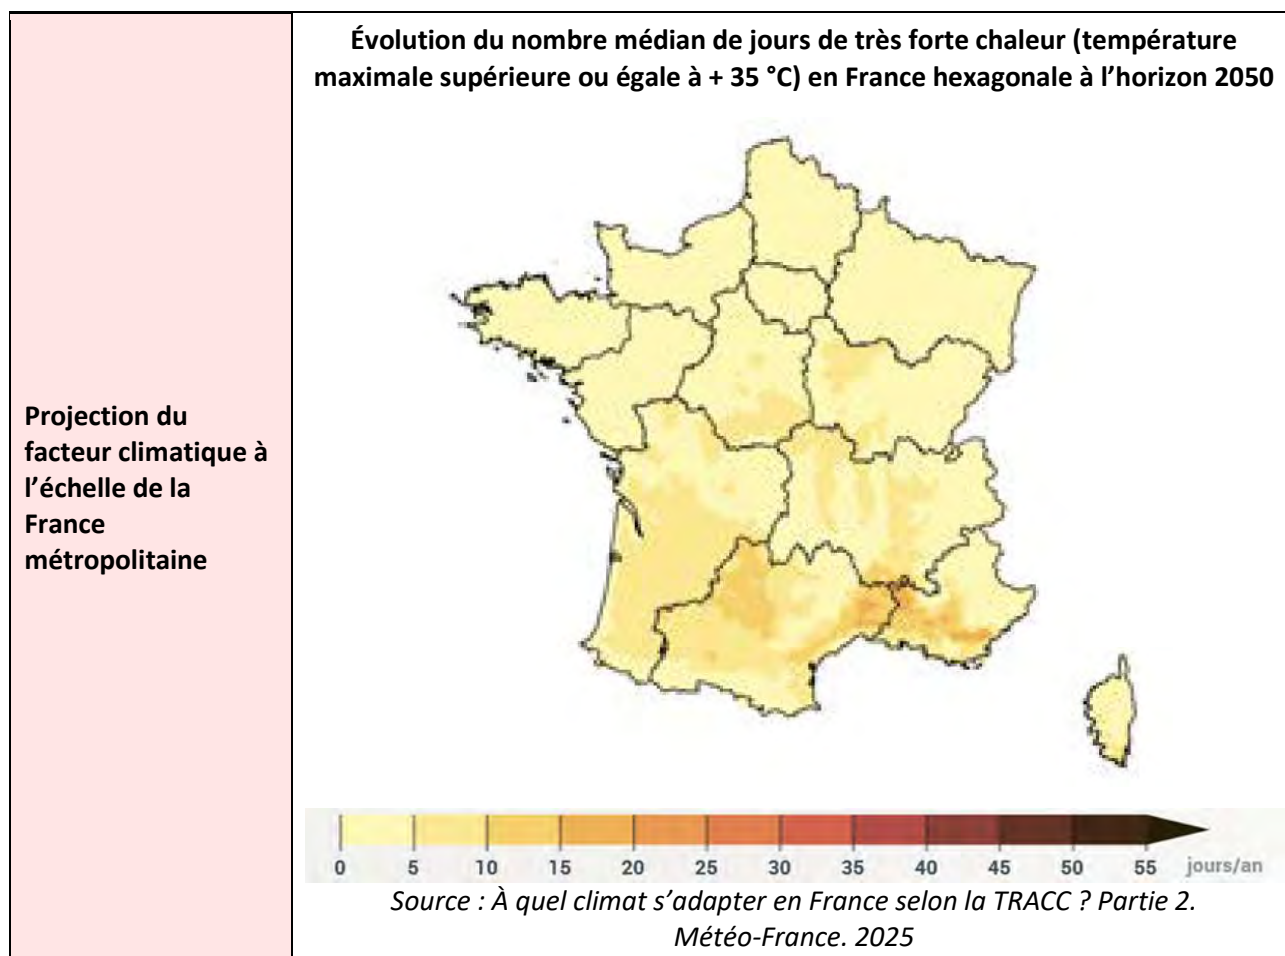 Évolution du nombre médian de jours de très forte chaleur (température
maximale supérieure ou égale à + 35 °C) en France hexagonale à l’horizon 2050
Projection du
facteur climatique à
l’échelle de la
France
métropolitaine
0 5 10 15 20 25 30 35 40 45 50 55 jours/an
Source : À quel climat s’adapter en France selon la TRACC ? Partie 2.
Météo-France. 2025